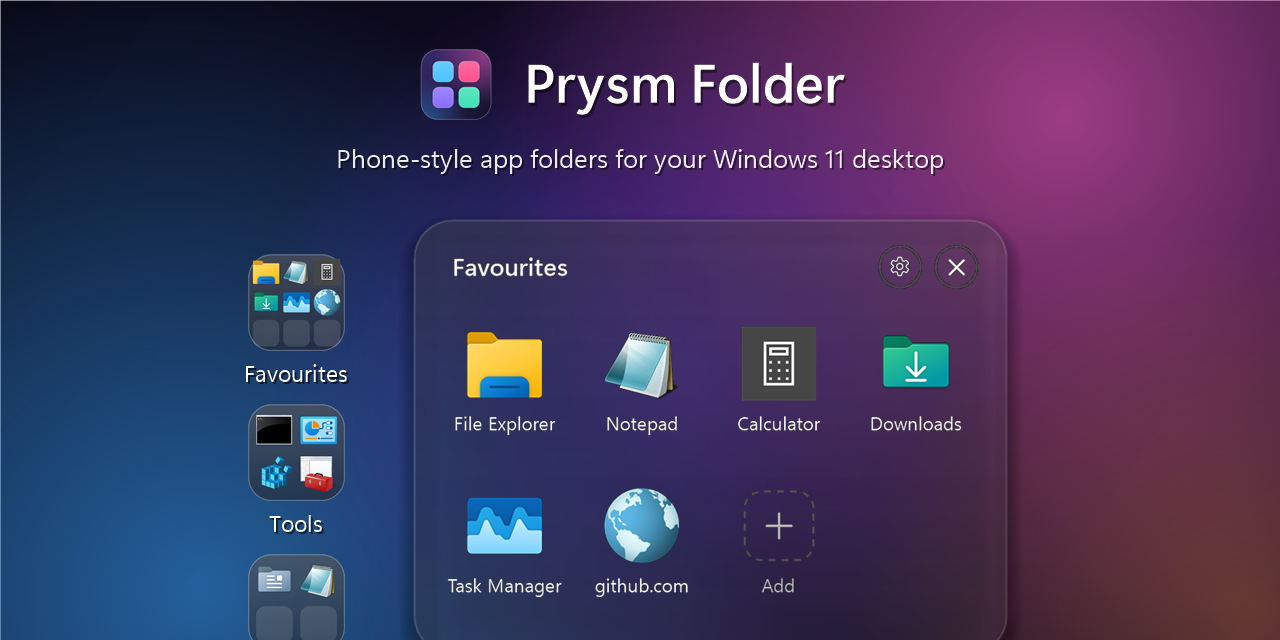 Prysm Folder
Phone-style app folders for your Windows 11 desktop
Favourites
Favourites
File Explorer
Notepad
Calculator
Downloads
Tools
Task Manager
github.com
Add